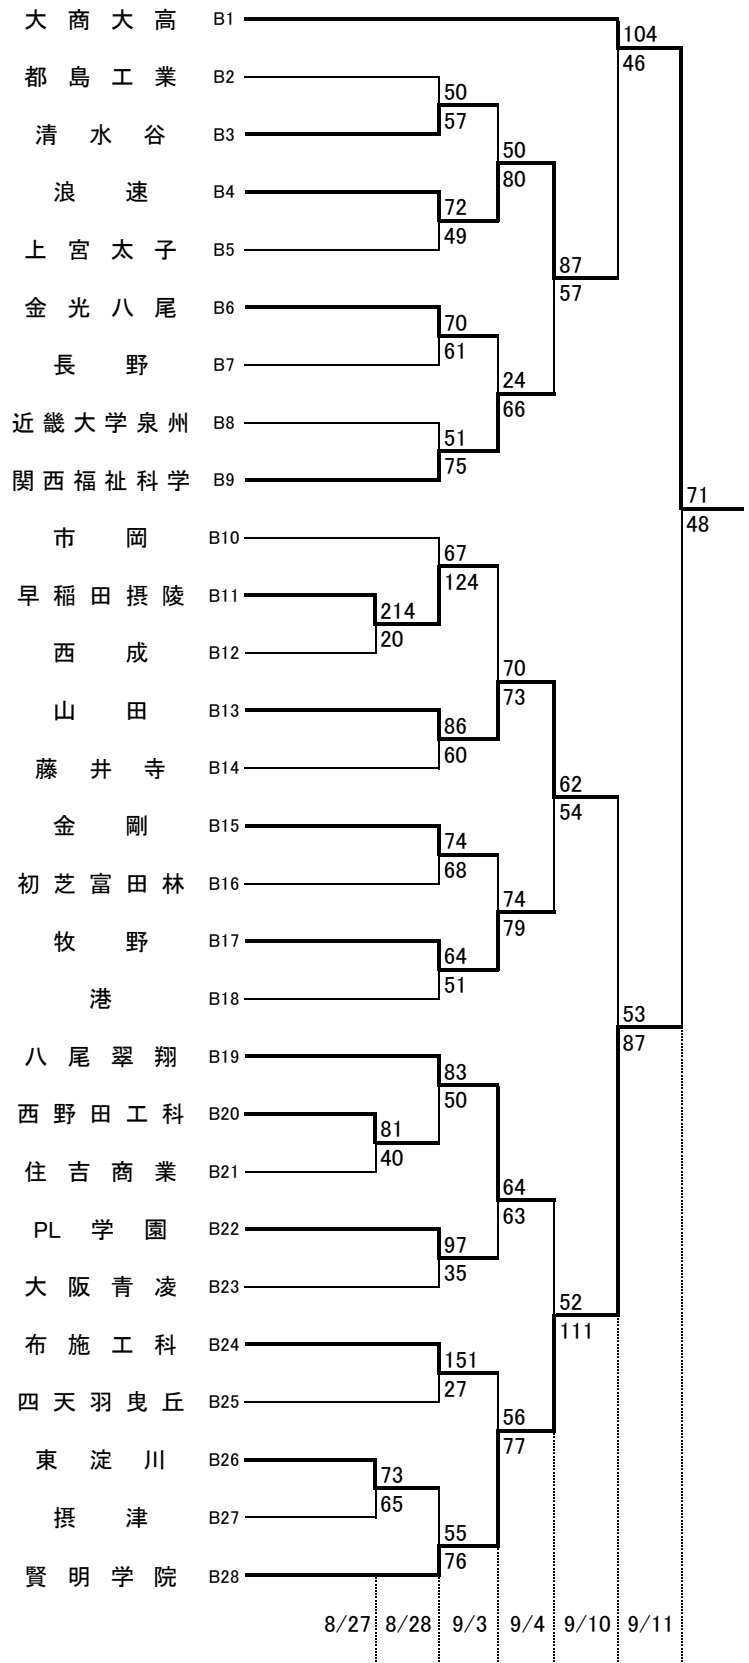 大商大高 B1
104
46
都島工業 B2
50
57
清水谷 B3
50
80
浪速 B4
72
49
上宮太子 B5
87
57
金光八尾 B6
70
61
長野 B7
24
66
近畿大学泉州 B8
51
75
関西福祉科学 B9
71
48
市岡 B10
67
124
早稲田摂陵 B11
214
20
西成 B12
70
73
山田 B13
86
60
藤井寺 B14
62
54
金剛 B15
74
68
初芝富田林 B16
74
79
牧野 B17
64
51
港 B18
53
87
八尾翠翔 B19
83
50
西野田工科 B20
81
40
住吉商業 B21
64
63
PL学園 B22
97
35
大阪青凌 B23
52
111
布施工科 B24
151
27
四天羽曳丘 B25
56
77
東淀川 B26
73
65
摂津 B27
55
76
賢明学院 B28
8/27 8/28 9/3 9/4 9/10 9/11